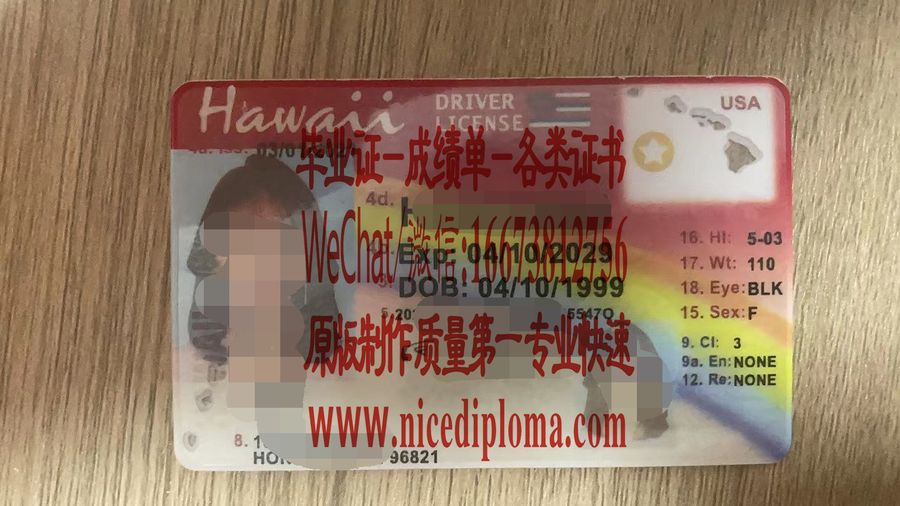 Hawaii
DRIVER
LICENSE
USA
毕业证一成绩单一各类证书
4d.
WeChat/微信:16673812756
Exp: 04/10/2029
DOB: 04/10/1999
原版制作质量第一专业快速
www.nicediploma.com
16. Ht: 5-03
17. Wt: 110
18. Eye: BLK
15. Sex: F
9. Cl: 3
9a. En: NONE
12. Re: NONE
8.
96821